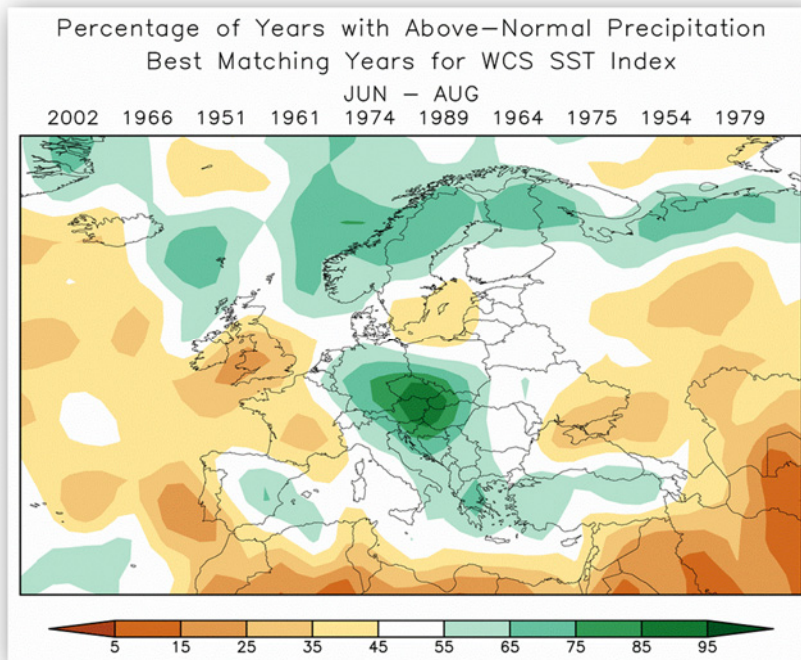 Percentage of Years with Above-Normal Precipitation
Best Matching Years for WCS SST Index
JUN - AUG
2002 1966 1951 1961 1974 1989 1964 1975 1954 1979
5 15 25 35 45 55 65 75 85 95